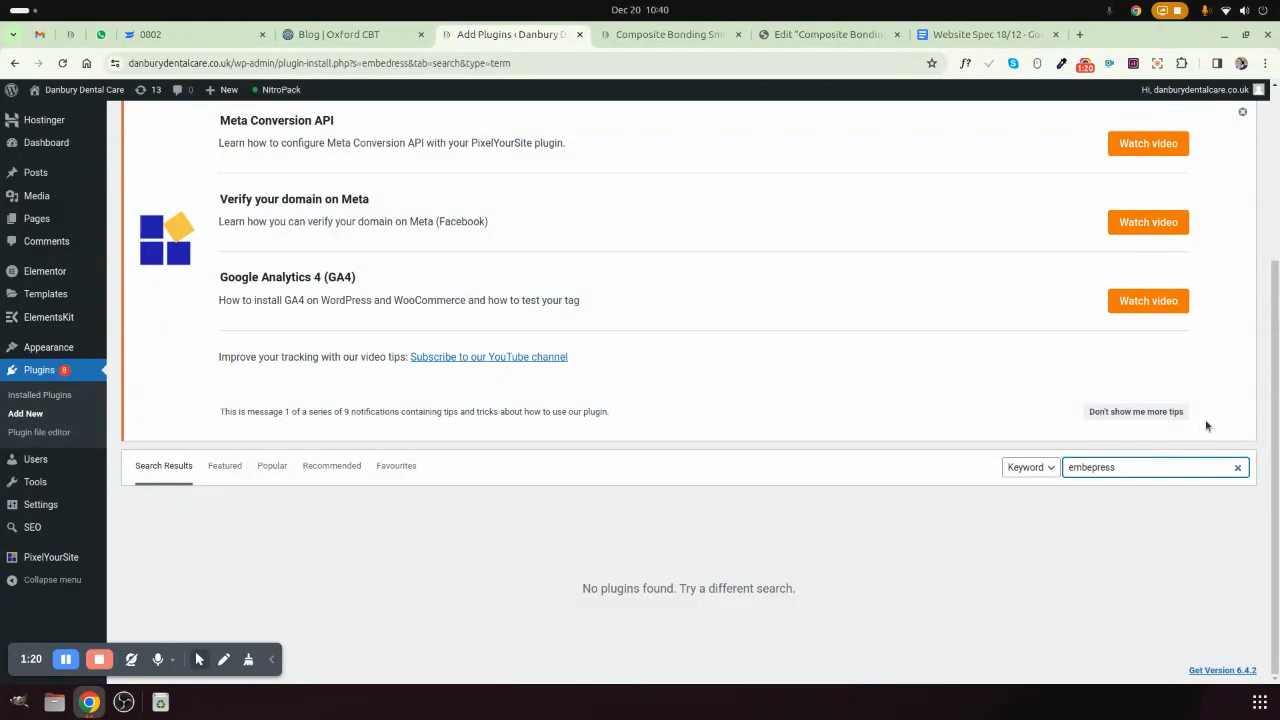 Dec 20 10:40
0802
Blog | Oxford CBT
Add Plugins ‹ Danbury D
Composite Bonding Sm
Edit "Composite Bondin
Website Spec 18/12 - Go
danburydentalcare.co.uk/wp-admin/plugin-install.php?s=embedress&tab=search&type=term
f?
1:20
Danbury Dental Care
13
0
New
NitroPack
Hi, danburydentalcare.co.uk
Hostinger
Dashboard
Posts
Media
Pages
Comments
Elementor
Templates
ElementsKit
Appearance
Plugins 8
Installed Plugins
Add New
Plugin file editor
Users
Tools
Settings
SEO
PixelYourSite
Collapse menu
Meta Conversion API
Learn how to configure Meta Conversion API with your PixelYourSite plugin.
Watch video
Verify your domain on Meta
Learn how you can verify your domain on Meta (Facebook)
Watch video
Google Analytics 4 (GA4)
How to install GA4 on WordPress and WooCommerce and how to test your tag
Watch video
Improve your tracking with our video tips: Subscribe to our YouTube channel
This is message 1 of a series of 9 notifications containing tips and tricks about how to use our plugin.
Don't show me more tips
Search Results
Featured
Popular
Recommended
Favourites
Keyword
embepress
No plugins found. Try a different search.
1:20
Get Version 6.4.2